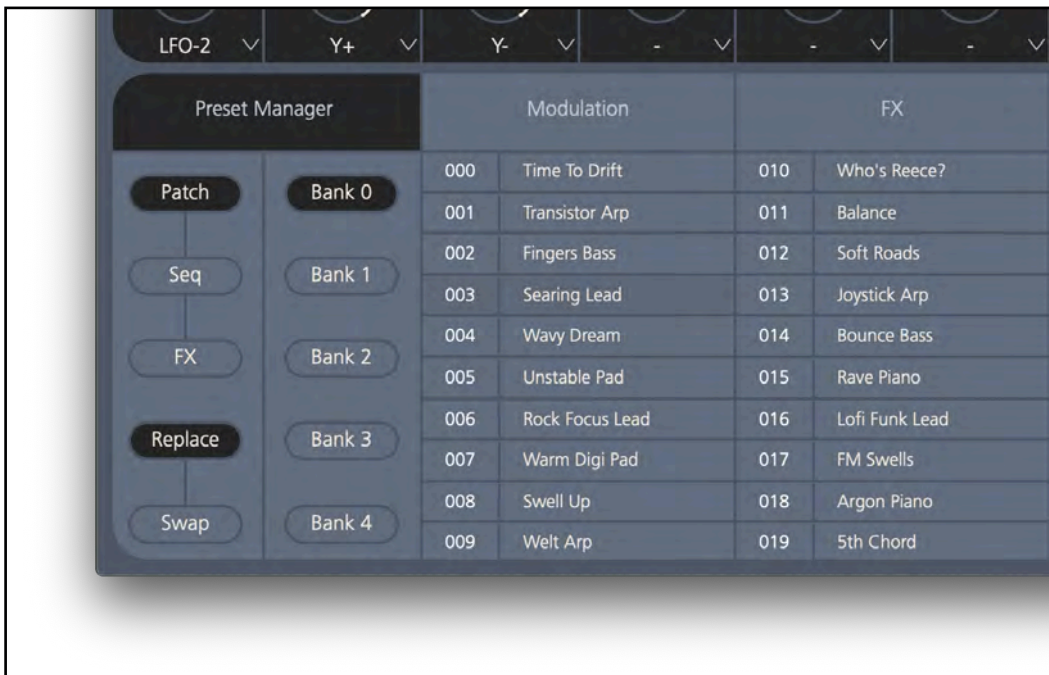 LFO-2 Y+ Y- - - -
Preset Manager Modulation FX
Patch
Seq
FX
Replace
Swap
Bank 0
Bank 1
Bank 2
Bank 3
Bank 4
000 Time To Drift
001 Transistor Arp
002 Fingers Bass
003 Searing Lead
004 Wavy Dream
005 Unstable Pad
006 Rock Focus Lead
007 Warm Digi Pad
008 Swell Up
009 Welt Arp
010 Who's Reece?
011 Balance
012 Soft Roads
013 Joystick Arp
014 Bounce Bass
015 Rave Piano
016 Lofi Funk Lead
017 FM Swells
018 Argon Piano
019 5th Chord